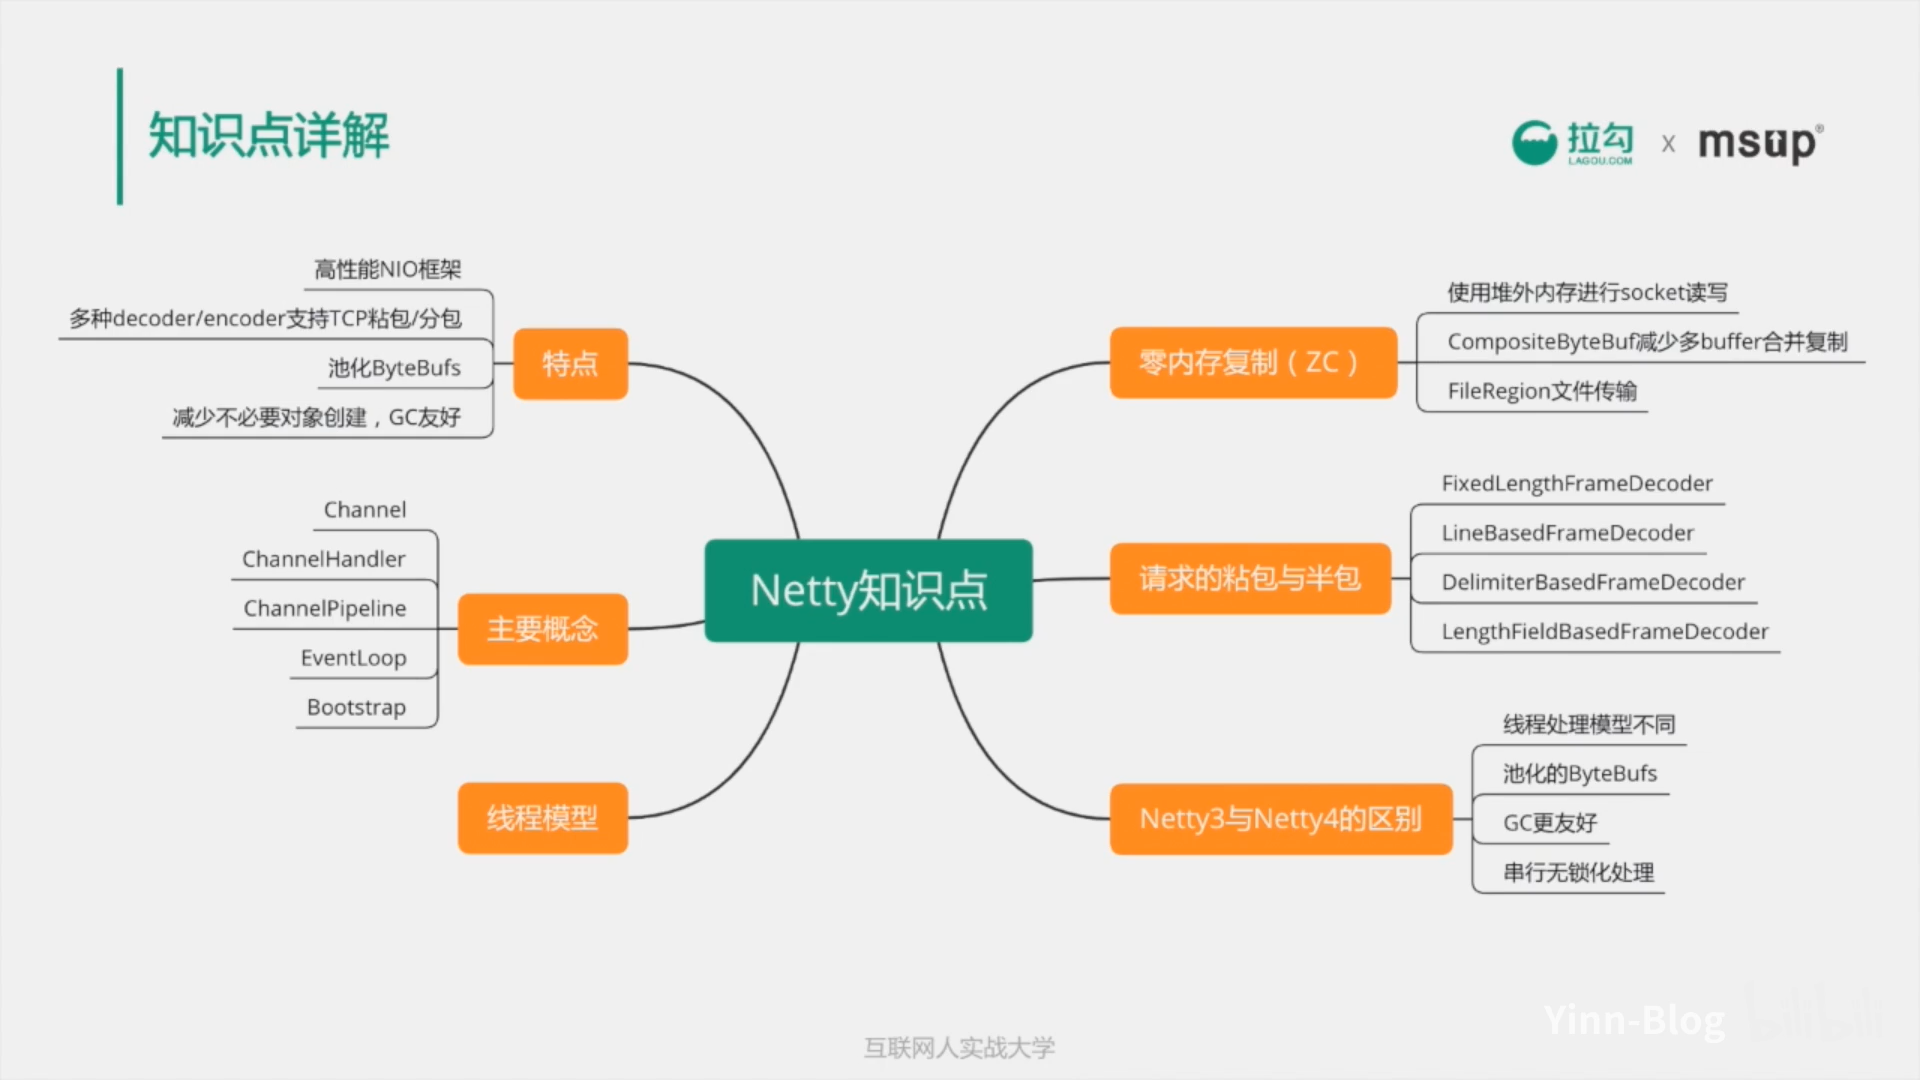 知识点详解
拉勾
LAGOU.COM
X
msup®
高性能NIO框架
多种decoder/encoder支持TCP粘包/分包
池化ByteBufs
减少不必要对象创建，GC友好
特点
Channel
ChannelHandler
ChannelPipeline
EventLoop
Bootstrap
主要概念
线程模型
Netty知识点
零内存复制（ZC）
使用堆外内存进行socket读写
CompositeByteBuf减少多buffer合并复制
FileRegion文件传输
请求的粘包与半包
FixedLengthFrameDecoder
LineBasedFrameDecoder
DelimiterBasedFrameDecoder
LengthFieldBasedFrameDecoder
Netty3与Netty4的区别
线程处理模型不同
池化的ByteBufs
GC更友好
串行无锁化处理
Yinn-Blog
bilibili
互联网人实战大学